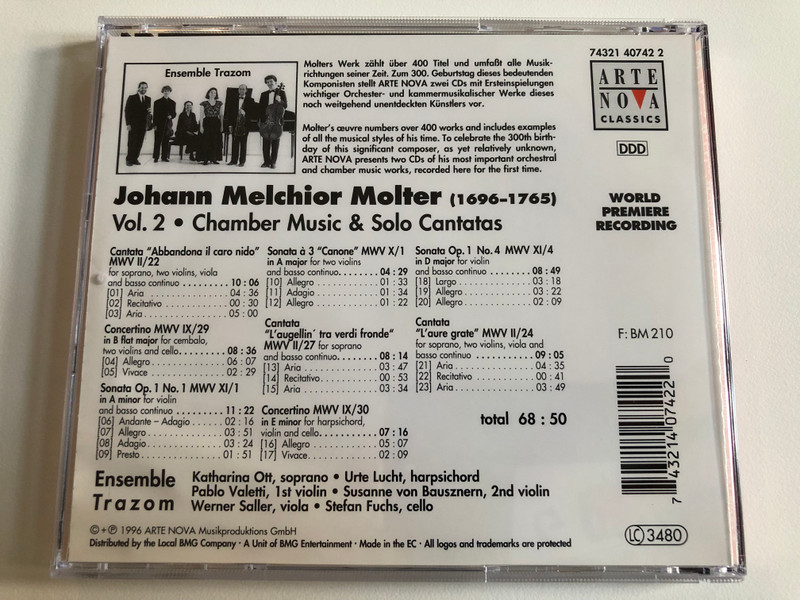 74321 40742 2
Ensemble Trazom
Molters Werk zählt über 400 Titel und umfaßt alle Musik-
richtungen seiner Zeit. Zum 300. Geburtstag dieses bedeutenden
Komponisten stellt ARTE NOVA zwei CDs mit Ersteinspielungen
wichtiger Orchester- und kammermusikalischer Werke dieses
noch weitgehend unentdeckten Künstlers vor.
Molter's œuvre numbers over 400 works and includes examples
of all the musical styles of his time. To celebrate the 300th birth-
day of this significant composer, as yet relatively unknown,
ARTE NOVA presents two CDs of his most important orchestral
and chamber music works, recorded here for the first time.
ARTE
NOVA
CLASSICS
DDD
WORLD
PREMIERE
RECORDING
Johann Melchior Molter (1696–1765)
Vol. 2 • Chamber Music & Solo Cantatas
Cantata "Abbandona il caro nido"
MWV II/22
for soprano, two violins, viola
and basso continuo .......... 10 : 06
[01] Aria .......... 04 : 36
[02] Recitativo .......... 00 : 30
[03] Aria .......... 05 : 00
Concertino MWV IX/29
in B flat major for cembalo,
two violins and cello .......... 08 : 36
[04] Allegro .......... 06 : 07
[05] Vivace .......... 02 : 29
Sonata Op. 1 No. 1 MWV XI/1
in A minor for violin
and basso continuo .......... 11 : 22
[06] Andante – Adagio .......... 02 : 16
[07] Allegro .......... 03 : 51
[08] Adagio .......... 03 : 24
[09] Presto .......... 01 : 51
Sonata à 3 "Canone" MWV X/1
in A major for two violins
and basso continuo .......... 04 : 29
[10] Allegro .......... 01 : 33
[11] Adagio .......... 01 : 34
[12] Allegro .......... 01 : 22
Cantata
"L'augellin´ tra verdi fronde"
MWV II/27 for soprano
and basso continuo .......... 08 : 14
[13] Aria .......... 03 : 47
[14] Recitativo .......... 00 : 53
[15] Aria .......... 03 : 34
Concertino MWV IX/30
in E minor for harpsichord,
violin and cello .......... 07 : 16
[16] Allegro .......... 05 : 07
[17] Vivace .......... 02 : 09
Sonata Op. 1 No. 4 MWV XI/4
in D major for violin
and basso continuo .......... 08 : 49
[18] Largo .......... 03 : 18
[19] Allegro .......... 03 : 22
[20] Allegro .......... 02 : 09
Cantata
"L'aure grate" MWV II/24
for soprano, two violins, viola and
basso continuo .......... 09 : 05
[21] Aria .......... 04 : 35
[22] Recitativo .......... 00 : 41
[23] Aria .......... 03 : 49
total 68 : 50
F: BM 210
7 43214 07422 0
Ensemble
Trazom
Katharina Ott, soprano • Urte Lucht, harpsichord
Pablo Valetti, 1st violin • Susanne von Bausznern, 2nd violin
Werner Saller, viola • Stefan Fuchs, cello
© + ℗ 1996 ARTE NOVA Musikproduktions GmbH
Distributed by the Local BMG Company · A Unit of BMG Entertainment · Made in the EC · All logos and trademarks are protected
LC 3480